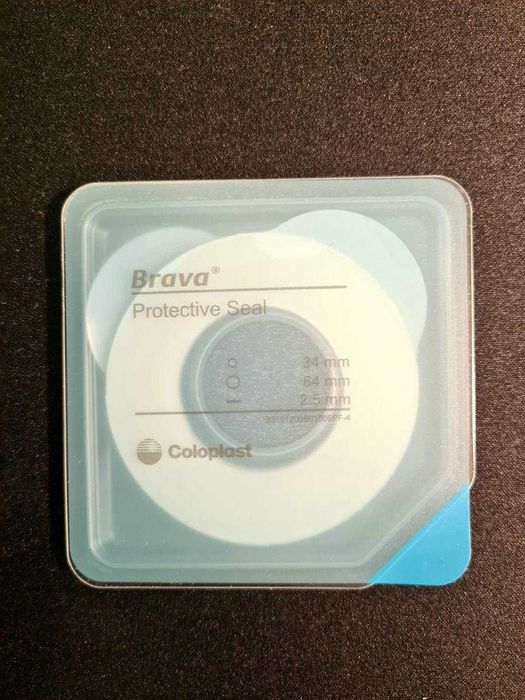 Brava®
Protective Seal
34 mm
64 mm
2.5 mm
Coloplast